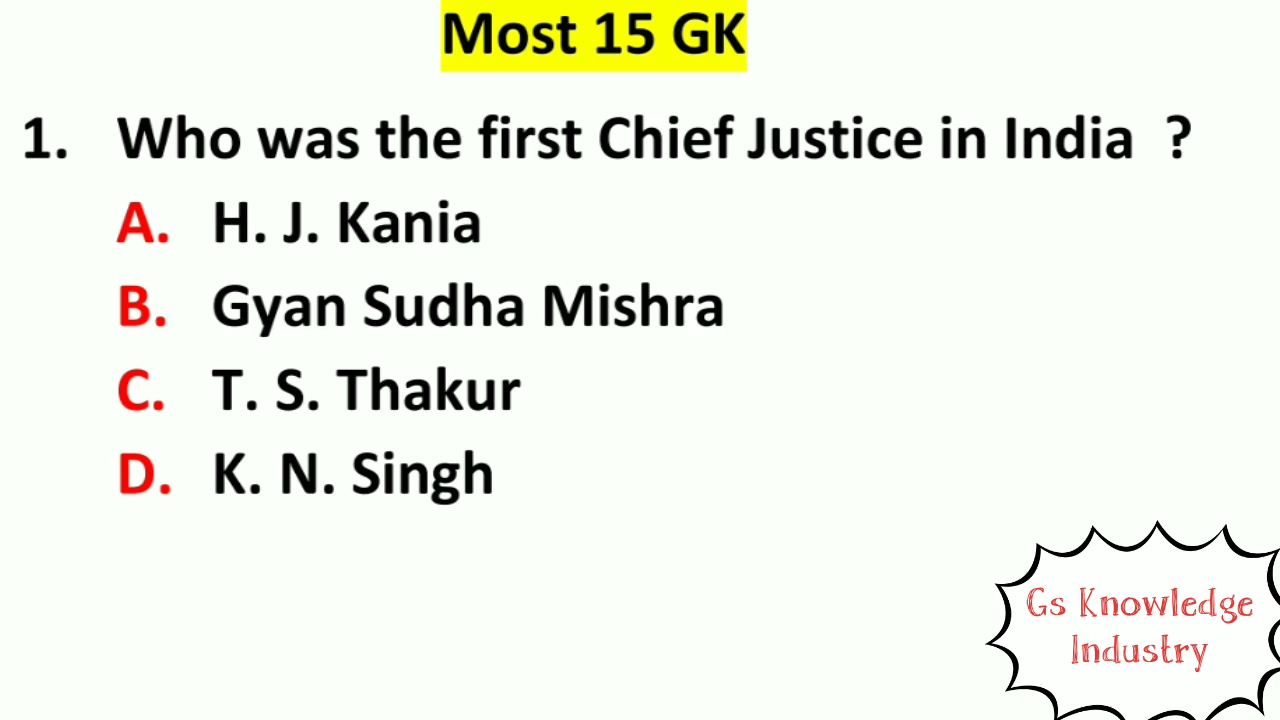 Most 15 GK
1. Who was the first Chief Justice in India ?
A. H. J. Kania
B. Gyan Sudha Mishra
C. T. S. Thakur
D. K. N. Singh
Gs Knowledge
Industry